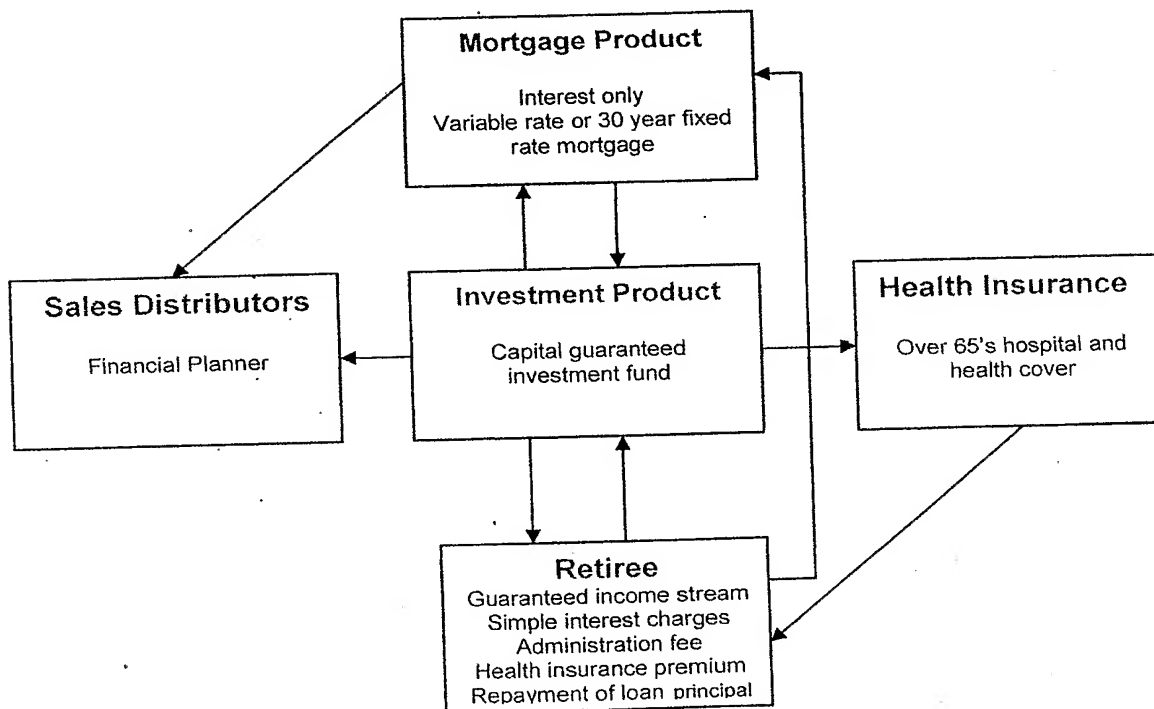 Mortgage Product
Interest only
Variable rate or 30 year fixed
rate mortgage
Sales Distributors
Financial Planner
Investment Product
Capital guaranteed
investment fund
Health Insurance
Over 65's hospital and
health cover
Retiree
Guaranteed income stream
Simple interest charges
Administration fee
Health insurance premium
Repayment of loan principal